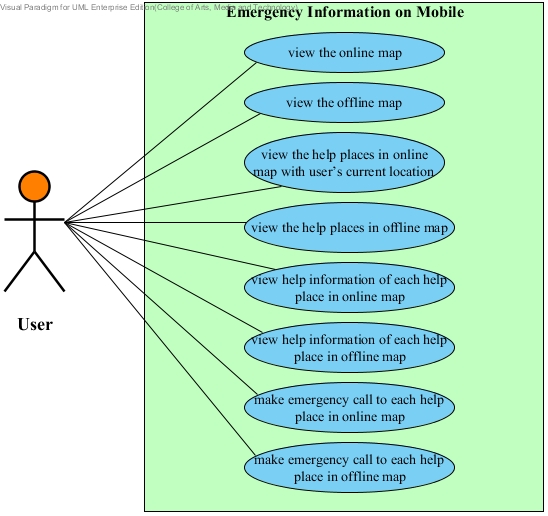 Visual Paradigm for UML Enterprise Edition(College of Arts, Media and Technology)
Emergency Information on Mobile
view the online map
view the offline map
view the help places in online
map with user's current location
view the help places in offline map
view help information of each help
place in online map
view help information of each help
place in offline map
make emergency call to each help
place in online map
make emergency call to each help
place in offline map
User